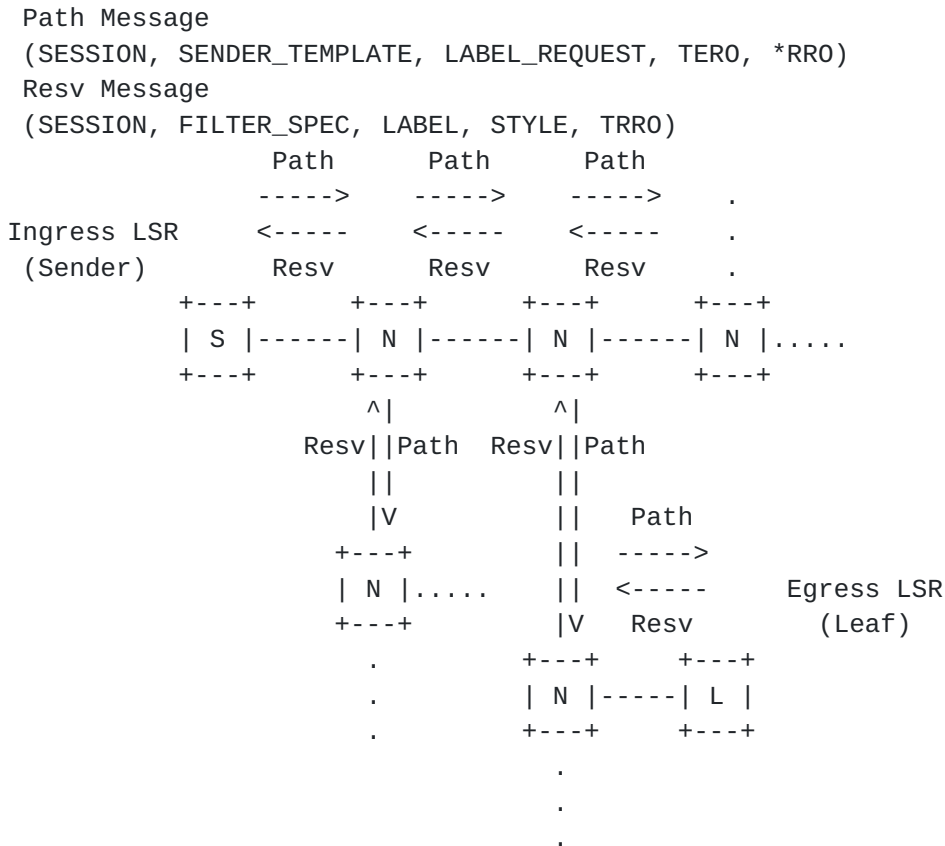 Path Message
(SESSION, SENDER_TEMPLATE, LABEL_REQUEST, TERO, *RRO)
Resv Message
(SESSION, FILTER_SPEC, LABEL, STYLE, TRRO)
                 Path      Path      Path
                ----->    ----->    ----->    .
Ingress LSR     <-----    <-----    <-----    .
 (Sender)        Resv      Resv      Resv     .
           +---+      +---+      +---+      +---+
           | S |------| N |------| N |------| N |.....
           +---+      +---+      +---+      +---+
                       ^|          ^|
                   Resv||Path  Resv||Path
                       ||          ||
                       |V          ||   Path
                     +---+         ||  ----->
                     | N |.....    ||  <-----     Egress LSR
                     +---+         |V   Resv        (Leaf)
                       .         +---+     +---+
                       .         | N |-----| L |
                       .         +---+     +---+
                                   .
                                   .
                                   .